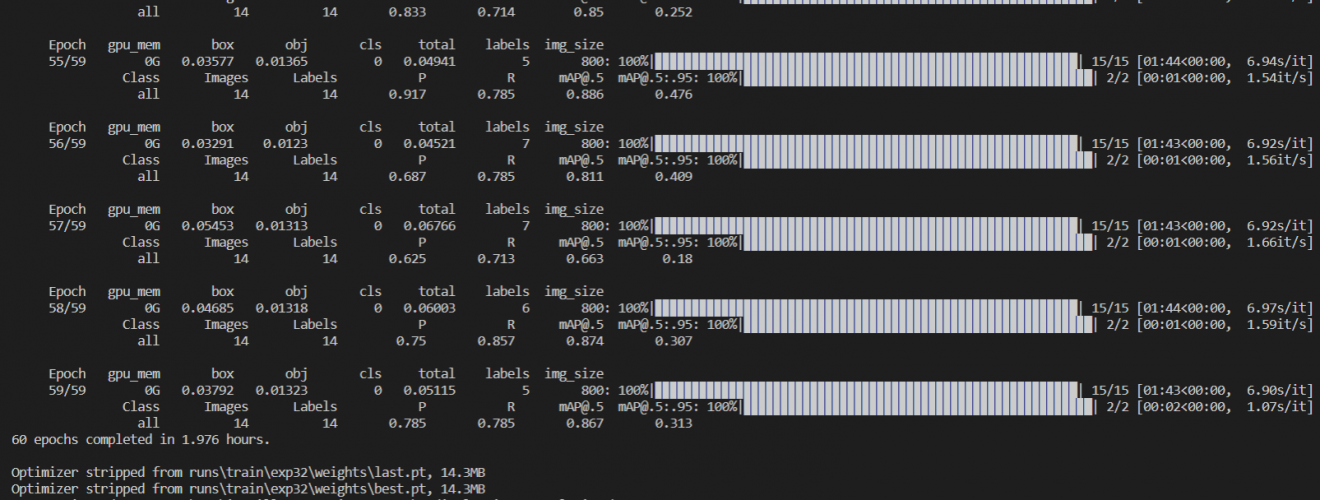 all 14 14 0.833 0.714 0.85 0.252
Epoch gpu_mem box obj cls total labels img_size
55/59 0G 0.03577 0.01365 0 0.04941 5 800: 100%| | 15/15 [01:44<00:00, 6.94s/it]
Class Images Labels P R mAP@.5 mAP@.5:.95: 100%| | 2/2 [00:01<00:00, 1.54it/s]
all 14 14 0.917 0.785 0.886 0.476
Epoch gpu_mem box obj cls total labels img_size
56/59 0G 0.03291 0.0123 0 0.04521 7 800: 100%| | 15/15 [01:43<00:00, 6.92s/it]
Class Images Labels P R mAP@.5 mAP@.5:.95: 100%| | 2/2 [00:01<00:00, 1.56it/s]
all 14 14 0.687 0.785 0.811 0.409
Epoch gpu_mem box obj cls total labels img_size
57/59 0G 0.05453 0.01313 0 0.06766 7 800: 100%| | 15/15 [01:43<00:00, 6.92s/it]
Class Images Labels P R mAP@.5 mAP@.5:.95: 100%| | 2/2 [00:01<00:00, 1.66it/s]
all 14 14 0.625 0.713 0.663 0.18
Epoch gpu_mem box obj cls total labels img_size
58/59 0G 0.04685 0.01318 0 0.06003 6 800: 100%| | 15/15 [01:44<00:00, 6.97s/it]
Class Images Labels P R mAP@.5 mAP@.5:.95: 100%| | 2/2 [00:01<00:00, 1.59it/s]
all 14 14 0.75 0.857 0.874 0.307
Epoch gpu_mem box obj cls total labels img_size
59/59 0G 0.03792 0.01323 0 0.05115 5 800: 100%| | 15/15 [01:43<00:00, 6.90s/it]
Class Images Labels P R mAP@.5 mAP@.5:.95: 100%| | 2/2 [00:02<00:00, 1.07it/s]
all 14 14 0.785 0.785 0.867 0.313
60 epochs completed in 1.976 hours.
Optimizer stripped from runs\train\exp32\weights\last.pt, 14.3MB
Optimizer stripped from runs\train\exp32\weights\best.pt, 14.3MB